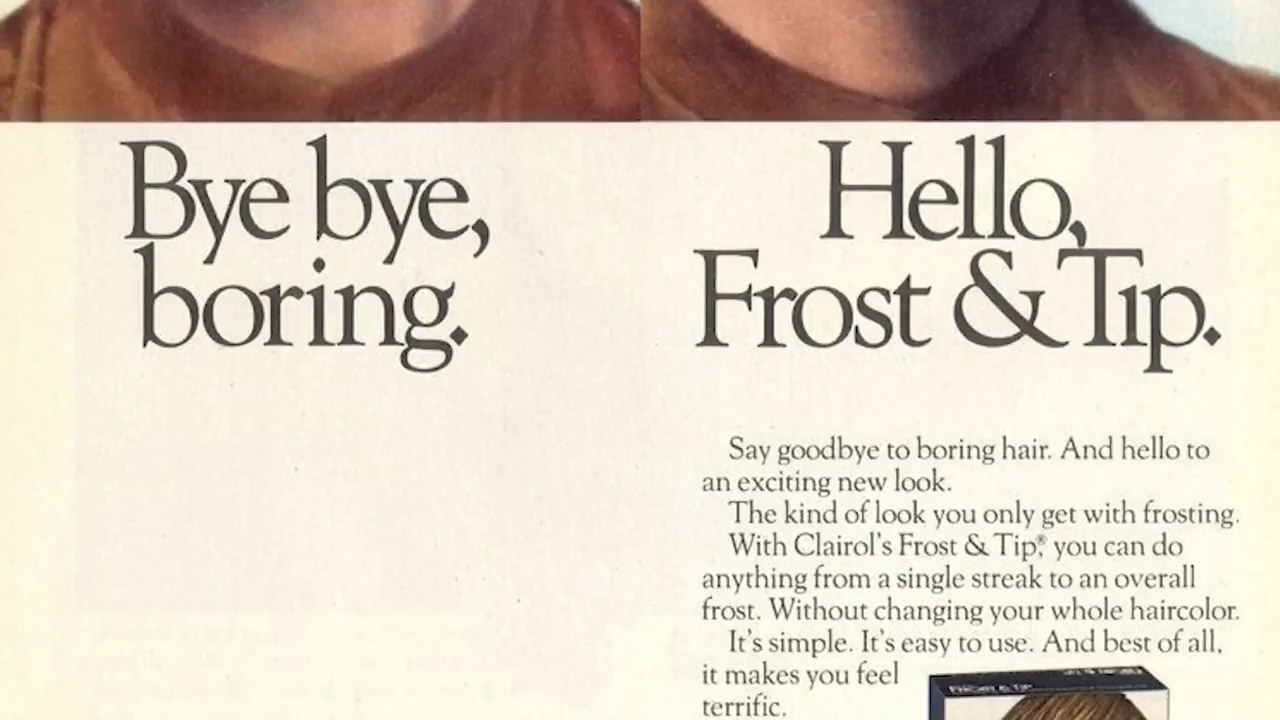 Bye bye,
boring.
Hello,
Frost & Tip.
Say goodbye to boring hair. And hello to
an exciting new look.
The kind of look you only get with frosting.
With Clairol's Frost & Tip,® you can do
anything from a single streak to an overall
frost. Without changing your whole haircolor.
It's simple. It's easy to use. And best of all,
it makes you feel
terrific.
FROST & TIP